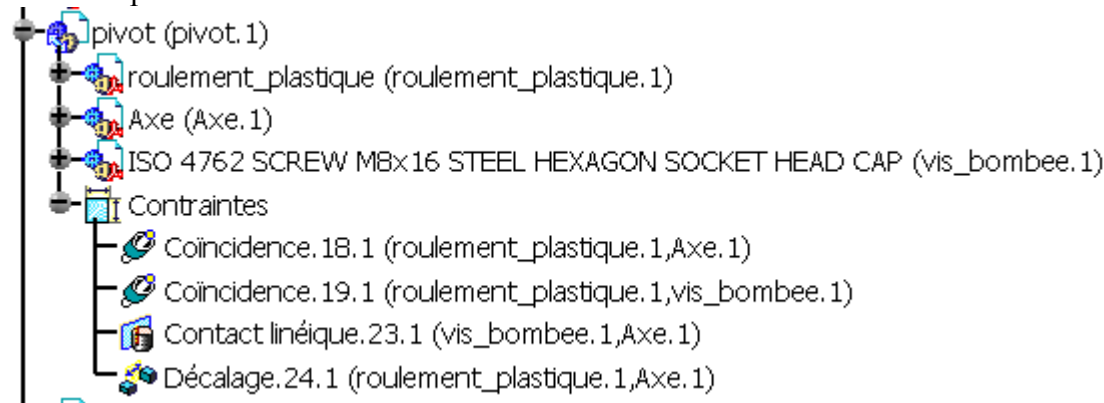 pivot (pivot.1)
roulement_plastique (roulement_plastique.1)
Axe (Axe.1)
ISO 4762 SCREW M8x16 STEEL HEXAGON SOCKET HEAD CAP (vis_bombee.1)
Contraintes
Coïncidence.18.1 (roulement_plastique.1,Axe.1)
Coïncidence.19.1 (roulement_plastique.1,vis_bombee.1)
Contact linéique.23.1 (vis_bombee.1,Axe.1)
Décalage.24.1 (roulement_plastique.1,Axe.1)